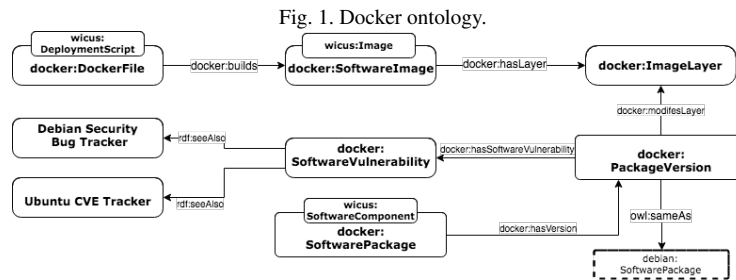 Fig. 1. Docker ontology.
wicus:
DeploymentScript
docker:DockerFile
docker:builds
wicus:Image
docker:SoftwareImage
docker:hasLayer
docker:ImageLayer
docker:modifesLayer
Debian Security
Bug Tracker
rdf:seeAlso
docker:
SoftwareVulnerability
docker:hasSoftwareVulnerability
docker:
PackageVersion
Ubuntu CVE Tracker
rdf:seeAlso
wicus:
SoftwareComponent
docker:
SoftwarePackage
docker:hasVersion
owl:sameAs
debian:
SoftwarePackage